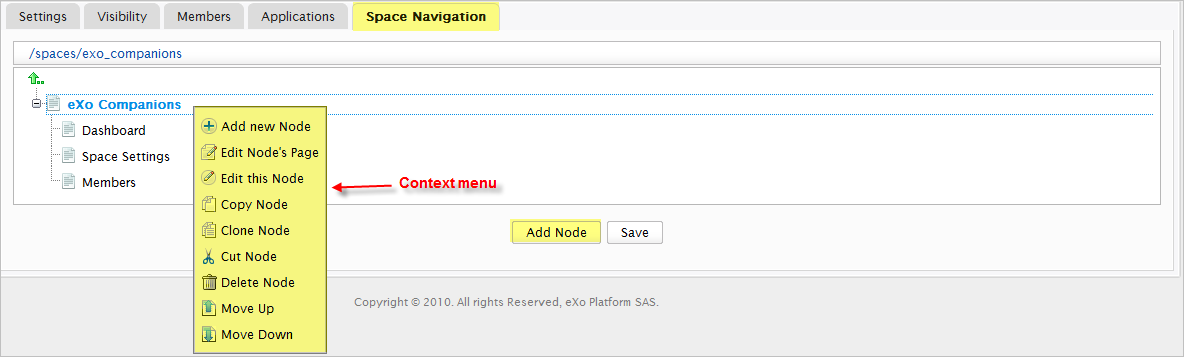 Settings Visibility Members Applications Space Navigation
/spaces/exo_companions
eXo Companions
Dashboard
Space Settings
Members
Add new Node
Edit Node's Page
Edit this Node
Copy Node
Clone Node
Cut Node
Delete Node
Move Up
Move Down
Context menu
Add Node Save
Copyright © 2010. All rights Reserved, eXo Platform SAS.